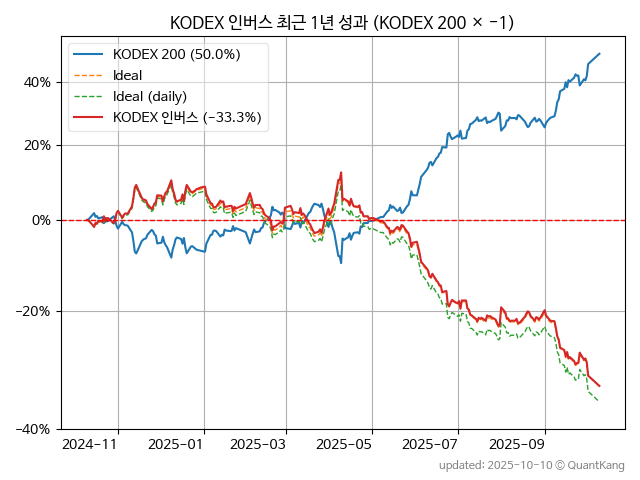 KODEX 인버스 최근 1년 성과 (KODEX 200 × −1)
KODEX 200 (50.0%)
Ideal
Ideal (daily)
KODEX 인버스 (−33.3%)
40%
20%
0%
−20%
−40%
2024−11
2025−01
2025−03
2025−05
2025−07
2025−09
updated: 2025-10-10 © QuantKang